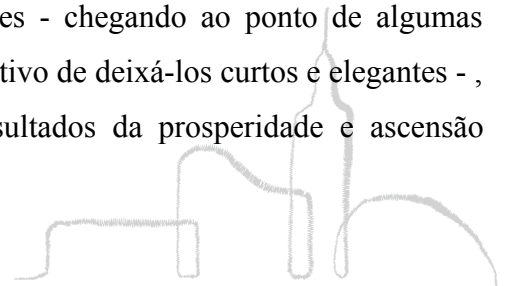 es - chegando ao ponto de algumas
tivo de deixá-los curtos e elegantes - ,
sultados da prosperidade e ascensão